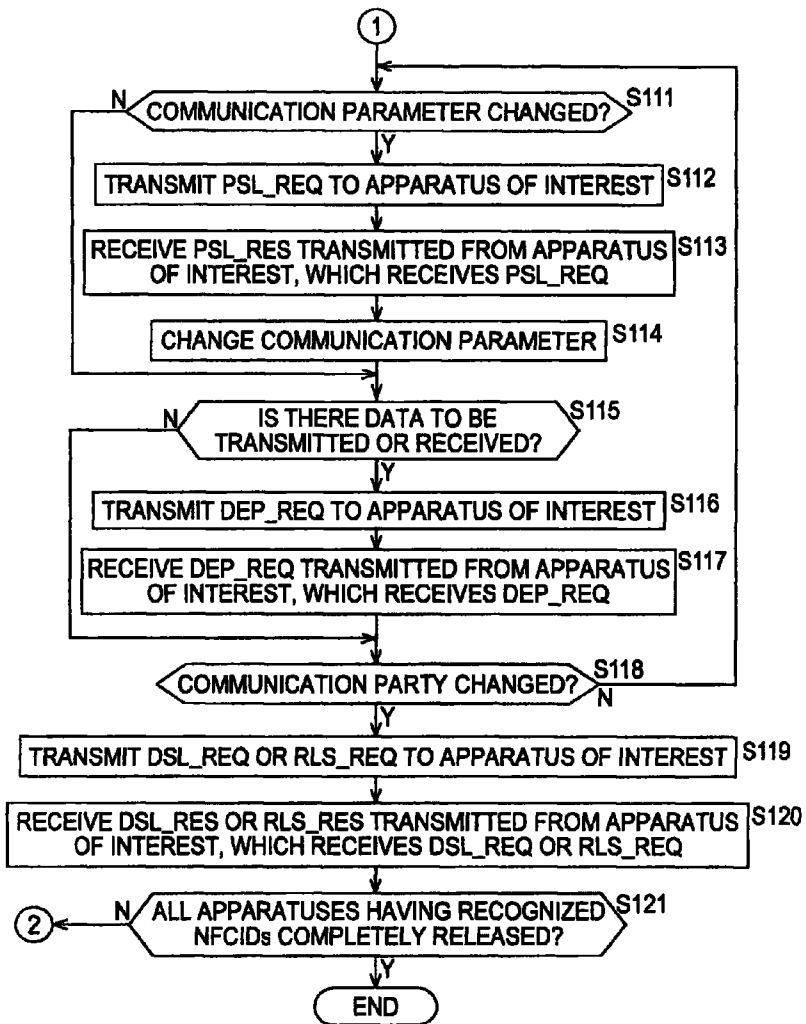 1
N
COMMUNICATION PARAMETER CHANGED?
S111
Y
TRANSMIT PSL_REQ TO APPARATUS OF INTEREST
S112
RECEIVE PSL_RES TRANSMITTED FROM APPARATUS
OF INTEREST, WHICH RECEIVES PSL_REQ
S113
CHANGE COMMUNICATION PARAMETER
S114
N
IS THERE DATA TO BE
TRANSMITTED OR RECEIVED?
S115
Y
TRANSMIT DEP_REQ TO APPARATUS OF INTEREST
S116
RECEIVE DEP_REQ TRANSMITTED FROM APPARATUS
OF INTEREST, WHICH RECEIVES DEP_REQ
S117
COMMUNICATION PARTY CHANGED?
S118
N
Y
TRANSMIT DSL_REQ OR RLS_REQ TO APPARATUS OF INTEREST
S119
RECEIVE DSL_RES OR RLS_RES TRANSMITTED FROM APPARATUS
OF INTEREST, WHICH RECEIVES DSL_REQ OR RLS_REQ
S120
2
N
ALL APPARATUSES HAVING RECOGNIZED
NFCIDs COMPLETELY RELEASED?
S121
Y
END